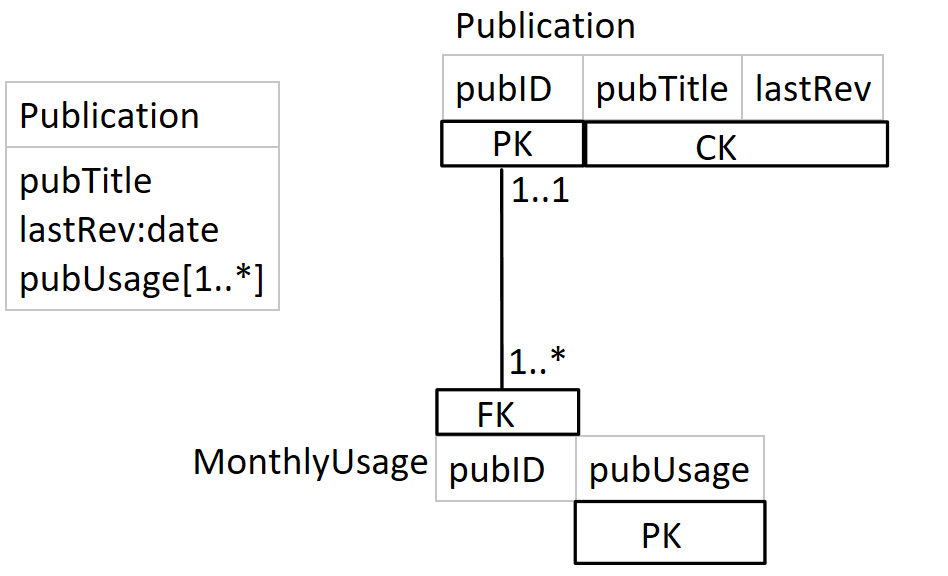 Publication
pubTitle
lastRev:date
pubUsage[1..*]
Publication
pubID pubTitle lastRev
PK CK
1..1
1..*
FK
MonthlyUsage pubID pubUsage
PK